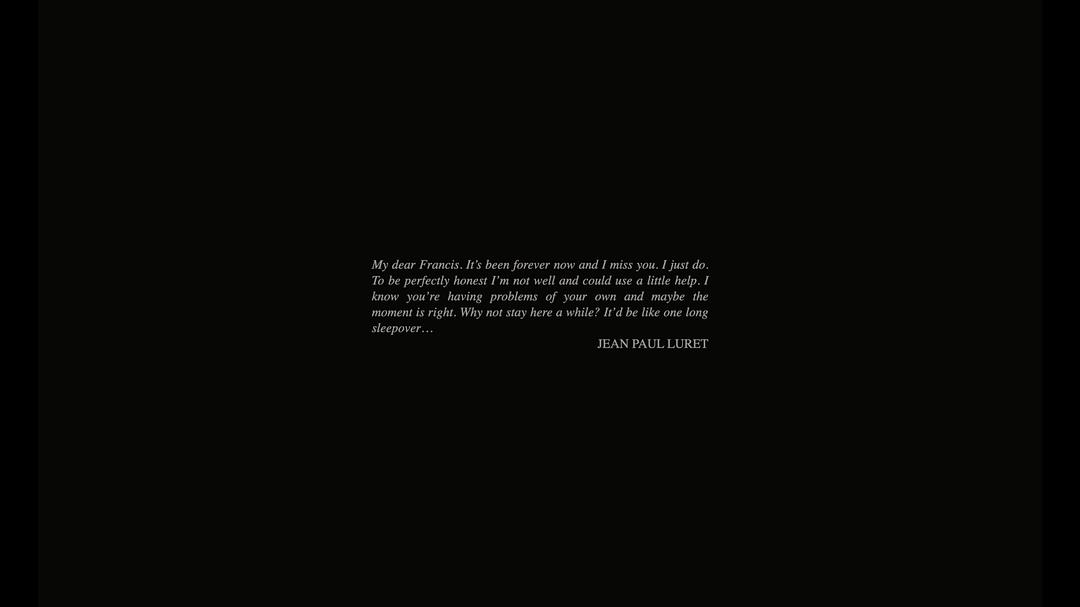 My dear Francis. It’s been forever now and I miss you. I just do.
To be perfectly honest I’m not well and could use a little help. I
know you’re having problems of your own and maybe the
moment is right. Why not stay here a while? It’d be like one long
sleepover…
JEAN PAUL LURET